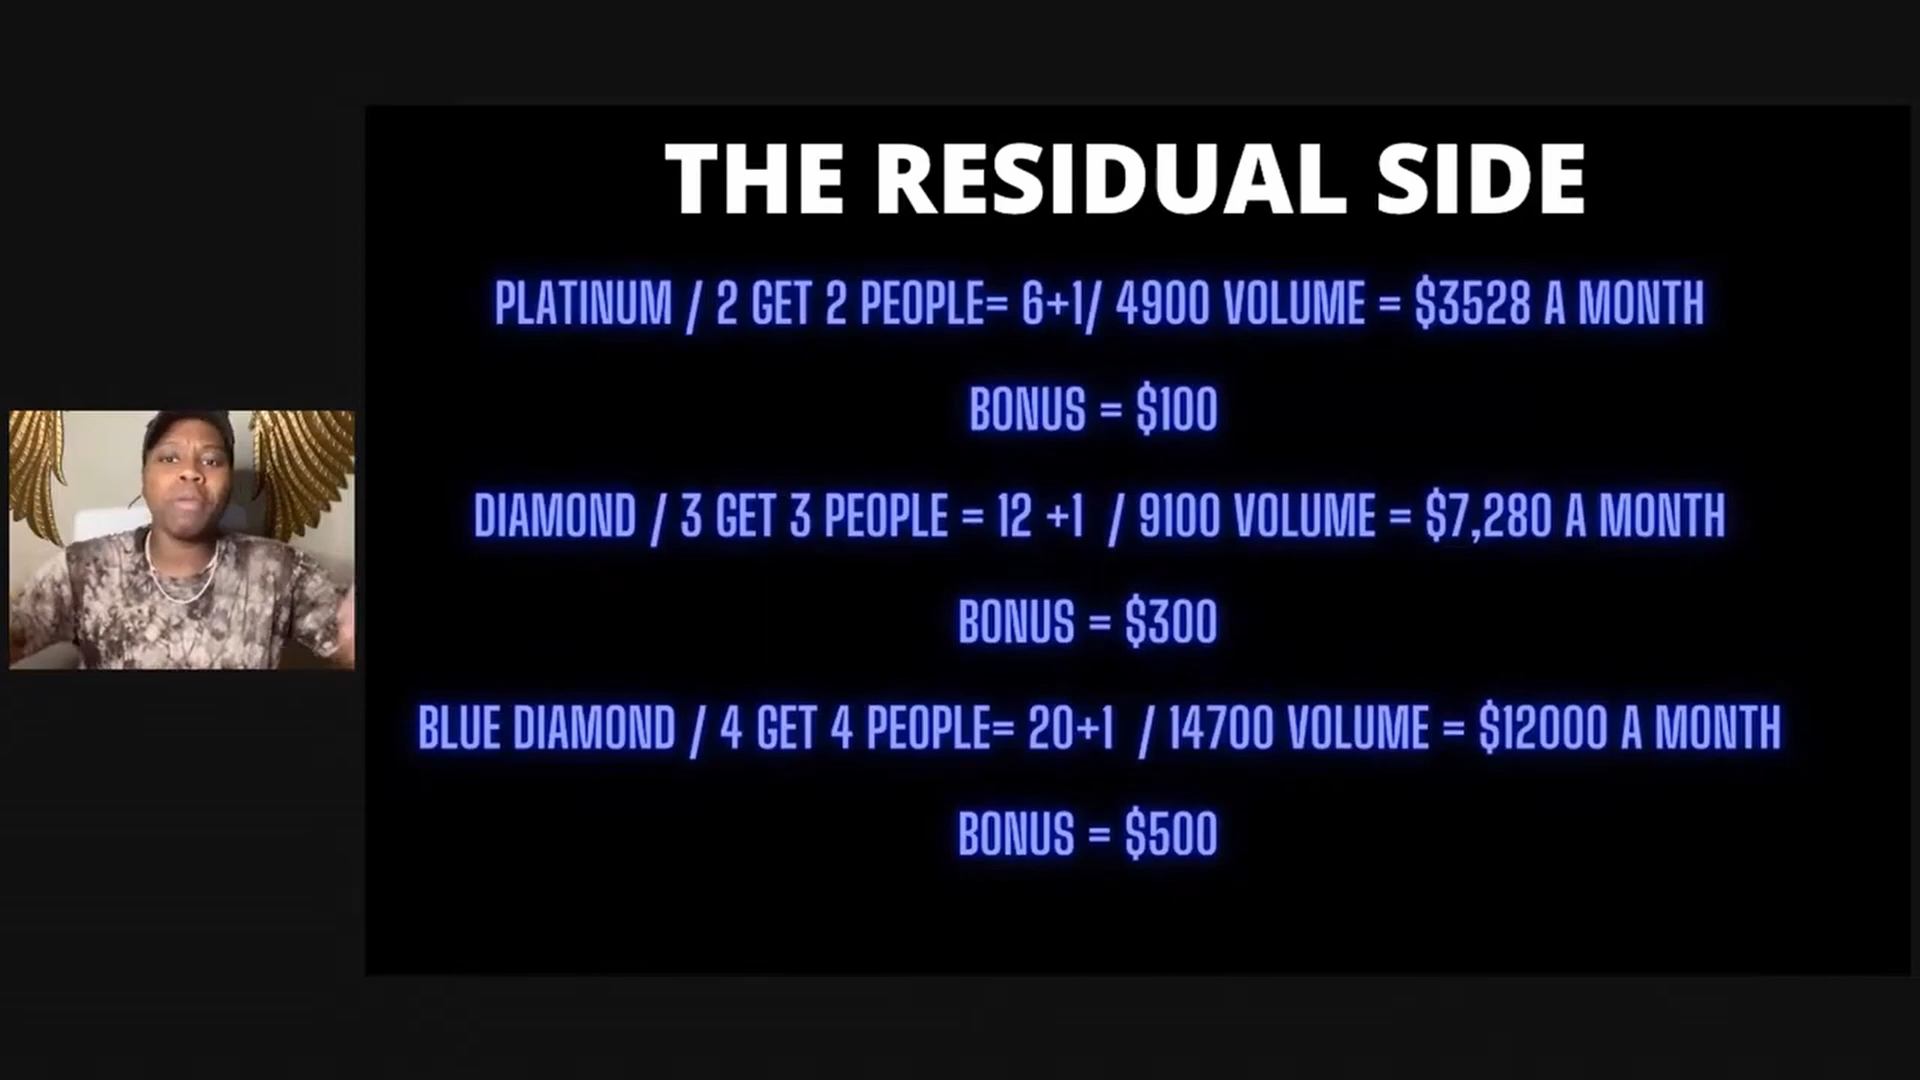 THE RESIDUAL SIDE
PLATINUM / 2 GET 2 PEOPLE= 6+1/ 4900 VOLUME = $3528 A MONTH
BONUS = $100
DIAMOND / 3 GET 3 PEOPLE = 12 +1 / 9100 VOLUME = $7,280 A MONTH
BONUS = $300
BLUE DIAMOND / 4 GET 4 PEOPLE= 20+1 / 14700 VOLUME = $12000 A MONTH
BONUS = $500